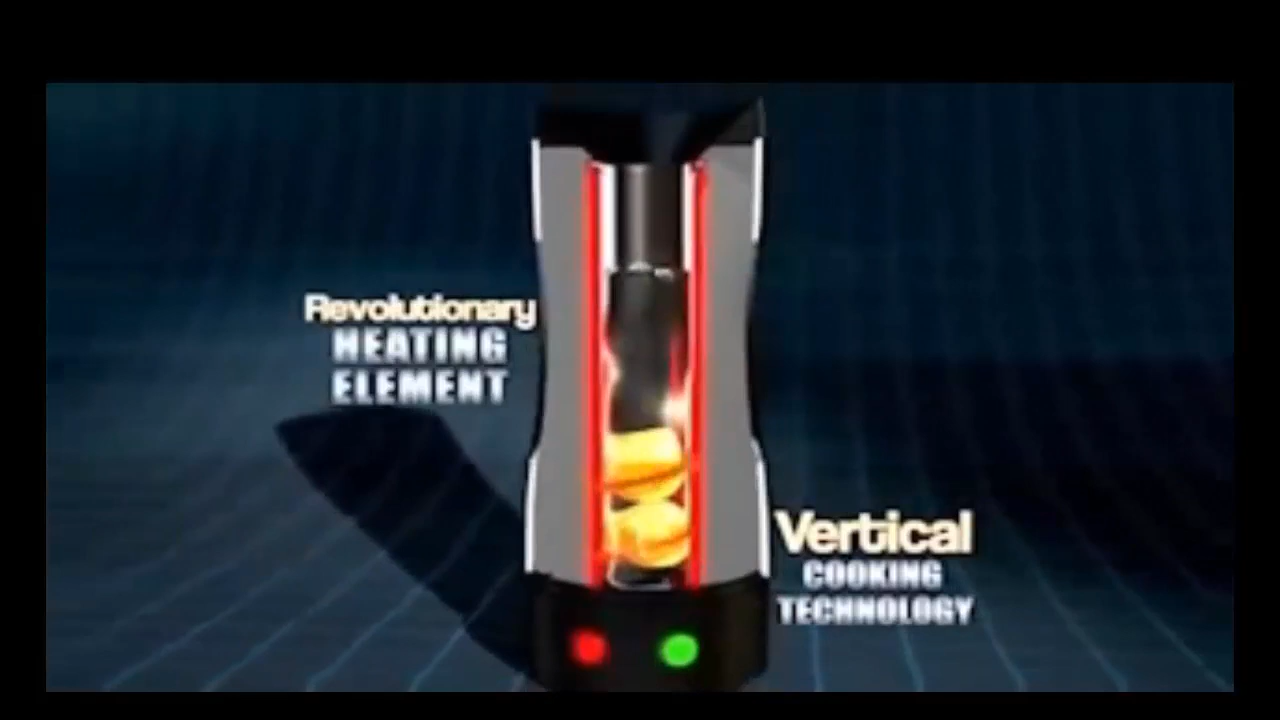 Revolutionary
HEATING
ELEMENT
Vertical
COOKING
TECHNOLOGY